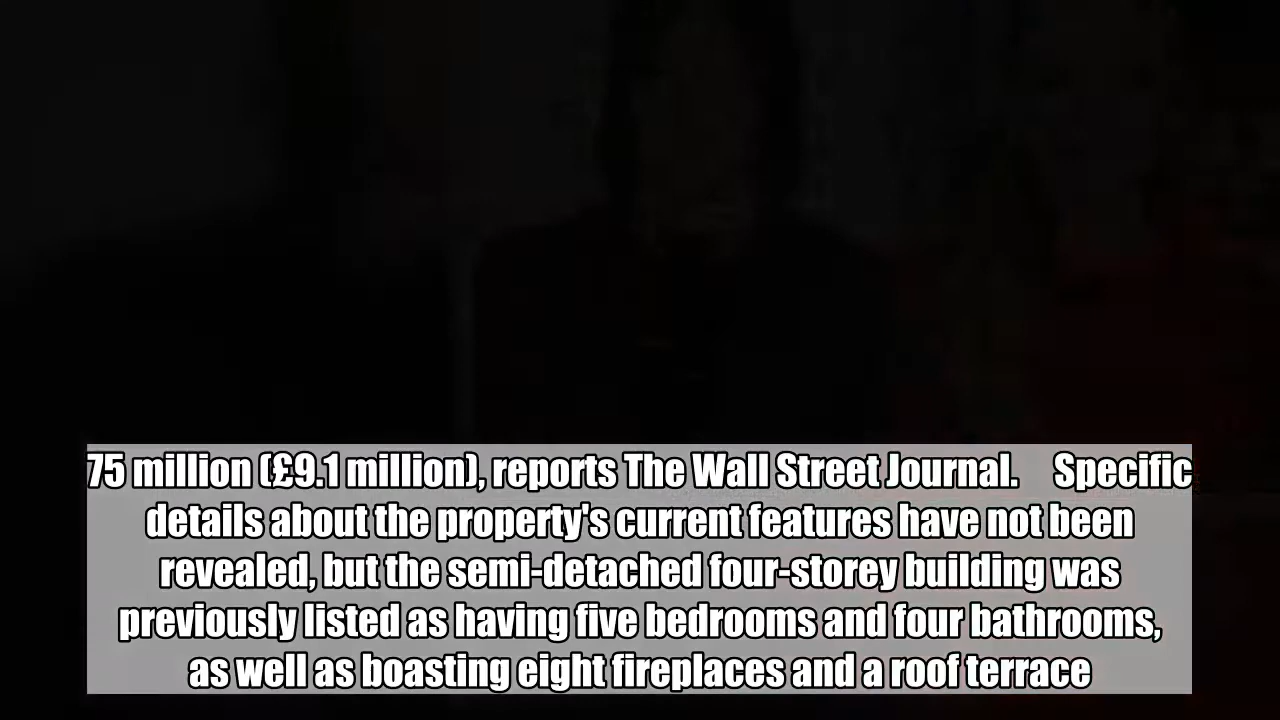 75 million (£9.1 million), reports The Wall Street Journal.     Specific
details about the property's current features have not been
revealed, but the semi-detached four-storey building was
previously listed as having five bedrooms and four bathrooms,
as well as boasting eight fireplaces and a roof terrace